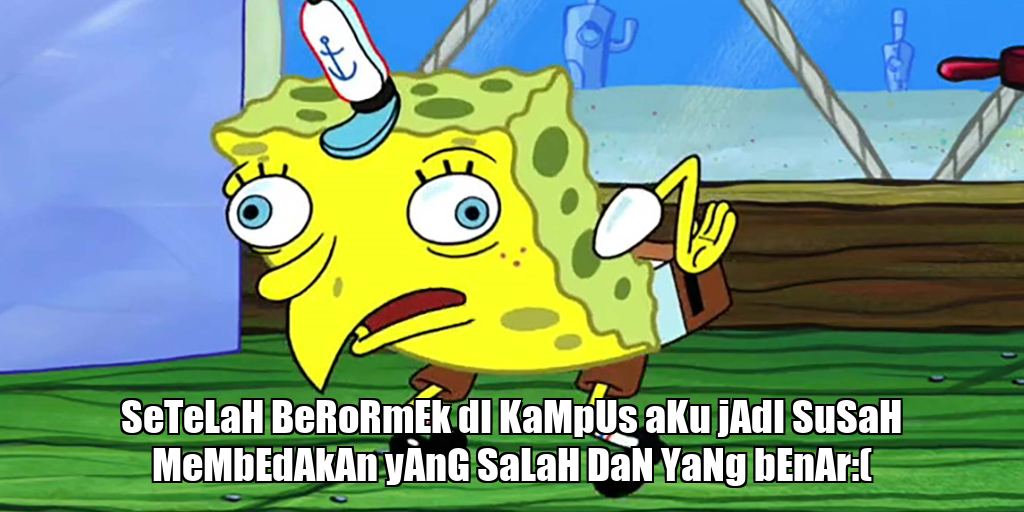 SeTeLaH BeRoRmEk dI KaMpUs aKu jAdI SuSaH
MeMbEdAkAn yAnG SaLaH DaN YaNg bEnAr:(